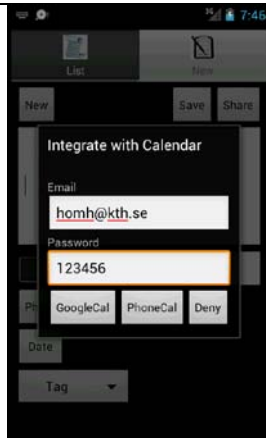 3G 7:46
List New
New Save Share
Integrate with Calendar
Email
homh@kth.se
Password
123456
GoogleCal PhoneCal Deny
Date
Tag